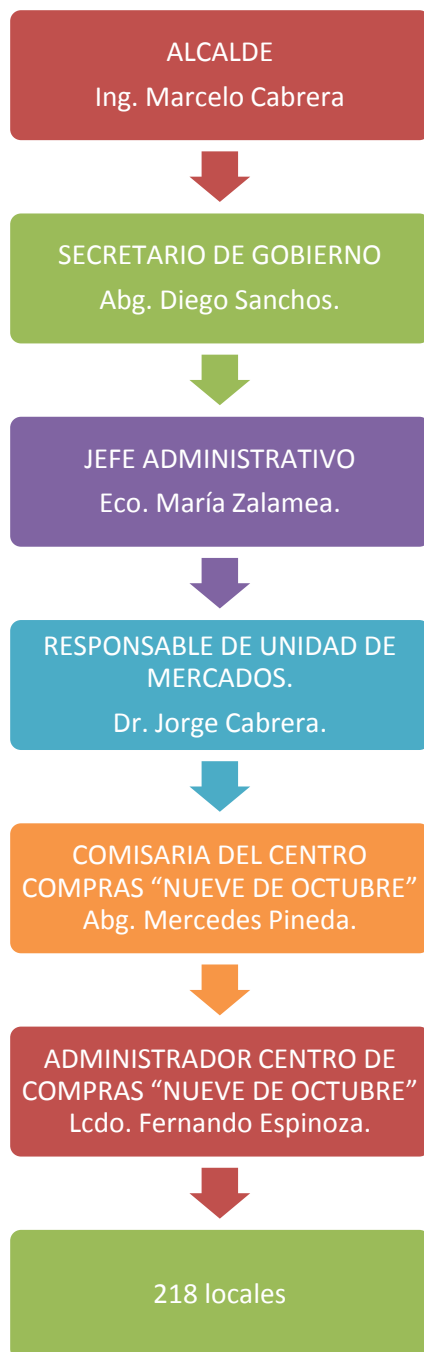 ALCALDE
Ing. Marcelo Cabrera
SECRETARIO DE GOBIERNO
Abg. Diego Sanchos.
JEFE ADMINISTRATIVO
Eco. María Zalamea.
RESPONSABLE DE UNIDAD DE
MERCADOS.
Dr. Jorge Cabrera.
COMISARIA DEL CENTRO
COMPRAS “NUEVE DE OCTUBRE”
Abg. Mercedes Pineda.
ADMINISTRADOR CENTRO DE
COMPRAS “NUEVE DE OCTUBRE”
Lcdo. Fernando Espinoza.
218 locales